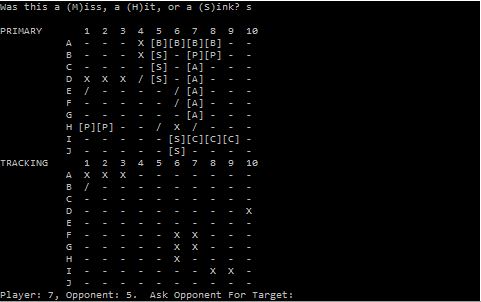 Was this a (M)iss, a (H)it, or a (S)ink? s
PRIMARY 1 2 3 4 5 6 7 8 9 10
A - - - X [B][B][B][B] - -
B - - - X [S] - [P][P] - -
C - - - - [S] - [A] - - -
D X X X / [S] - [A] - - -
E / - - - - / [A] - - -
F - - - - - / [A] - - -
G - - - - - - [A] - - -
H [P][P] - - / X / - - -
I - - - - - [S][C][C][C] -
J - - - - - [S] - - - -
TRACKING 1 2 3 4 5 6 7 8 9 10
A X X X - - - - - - -
B / - - - - - - - - -
C - - - - - - - - - -
D - - - - - - - - - X
E - - - - - - - - - -
F - - - - - X X - - -
G - - - - - X X - - -
H - - - - - X - - - -
I - - - - - - - X X -
J - - - - - - - - - -
Player: 7, Opponent: 5. Ask Opponent For Target: